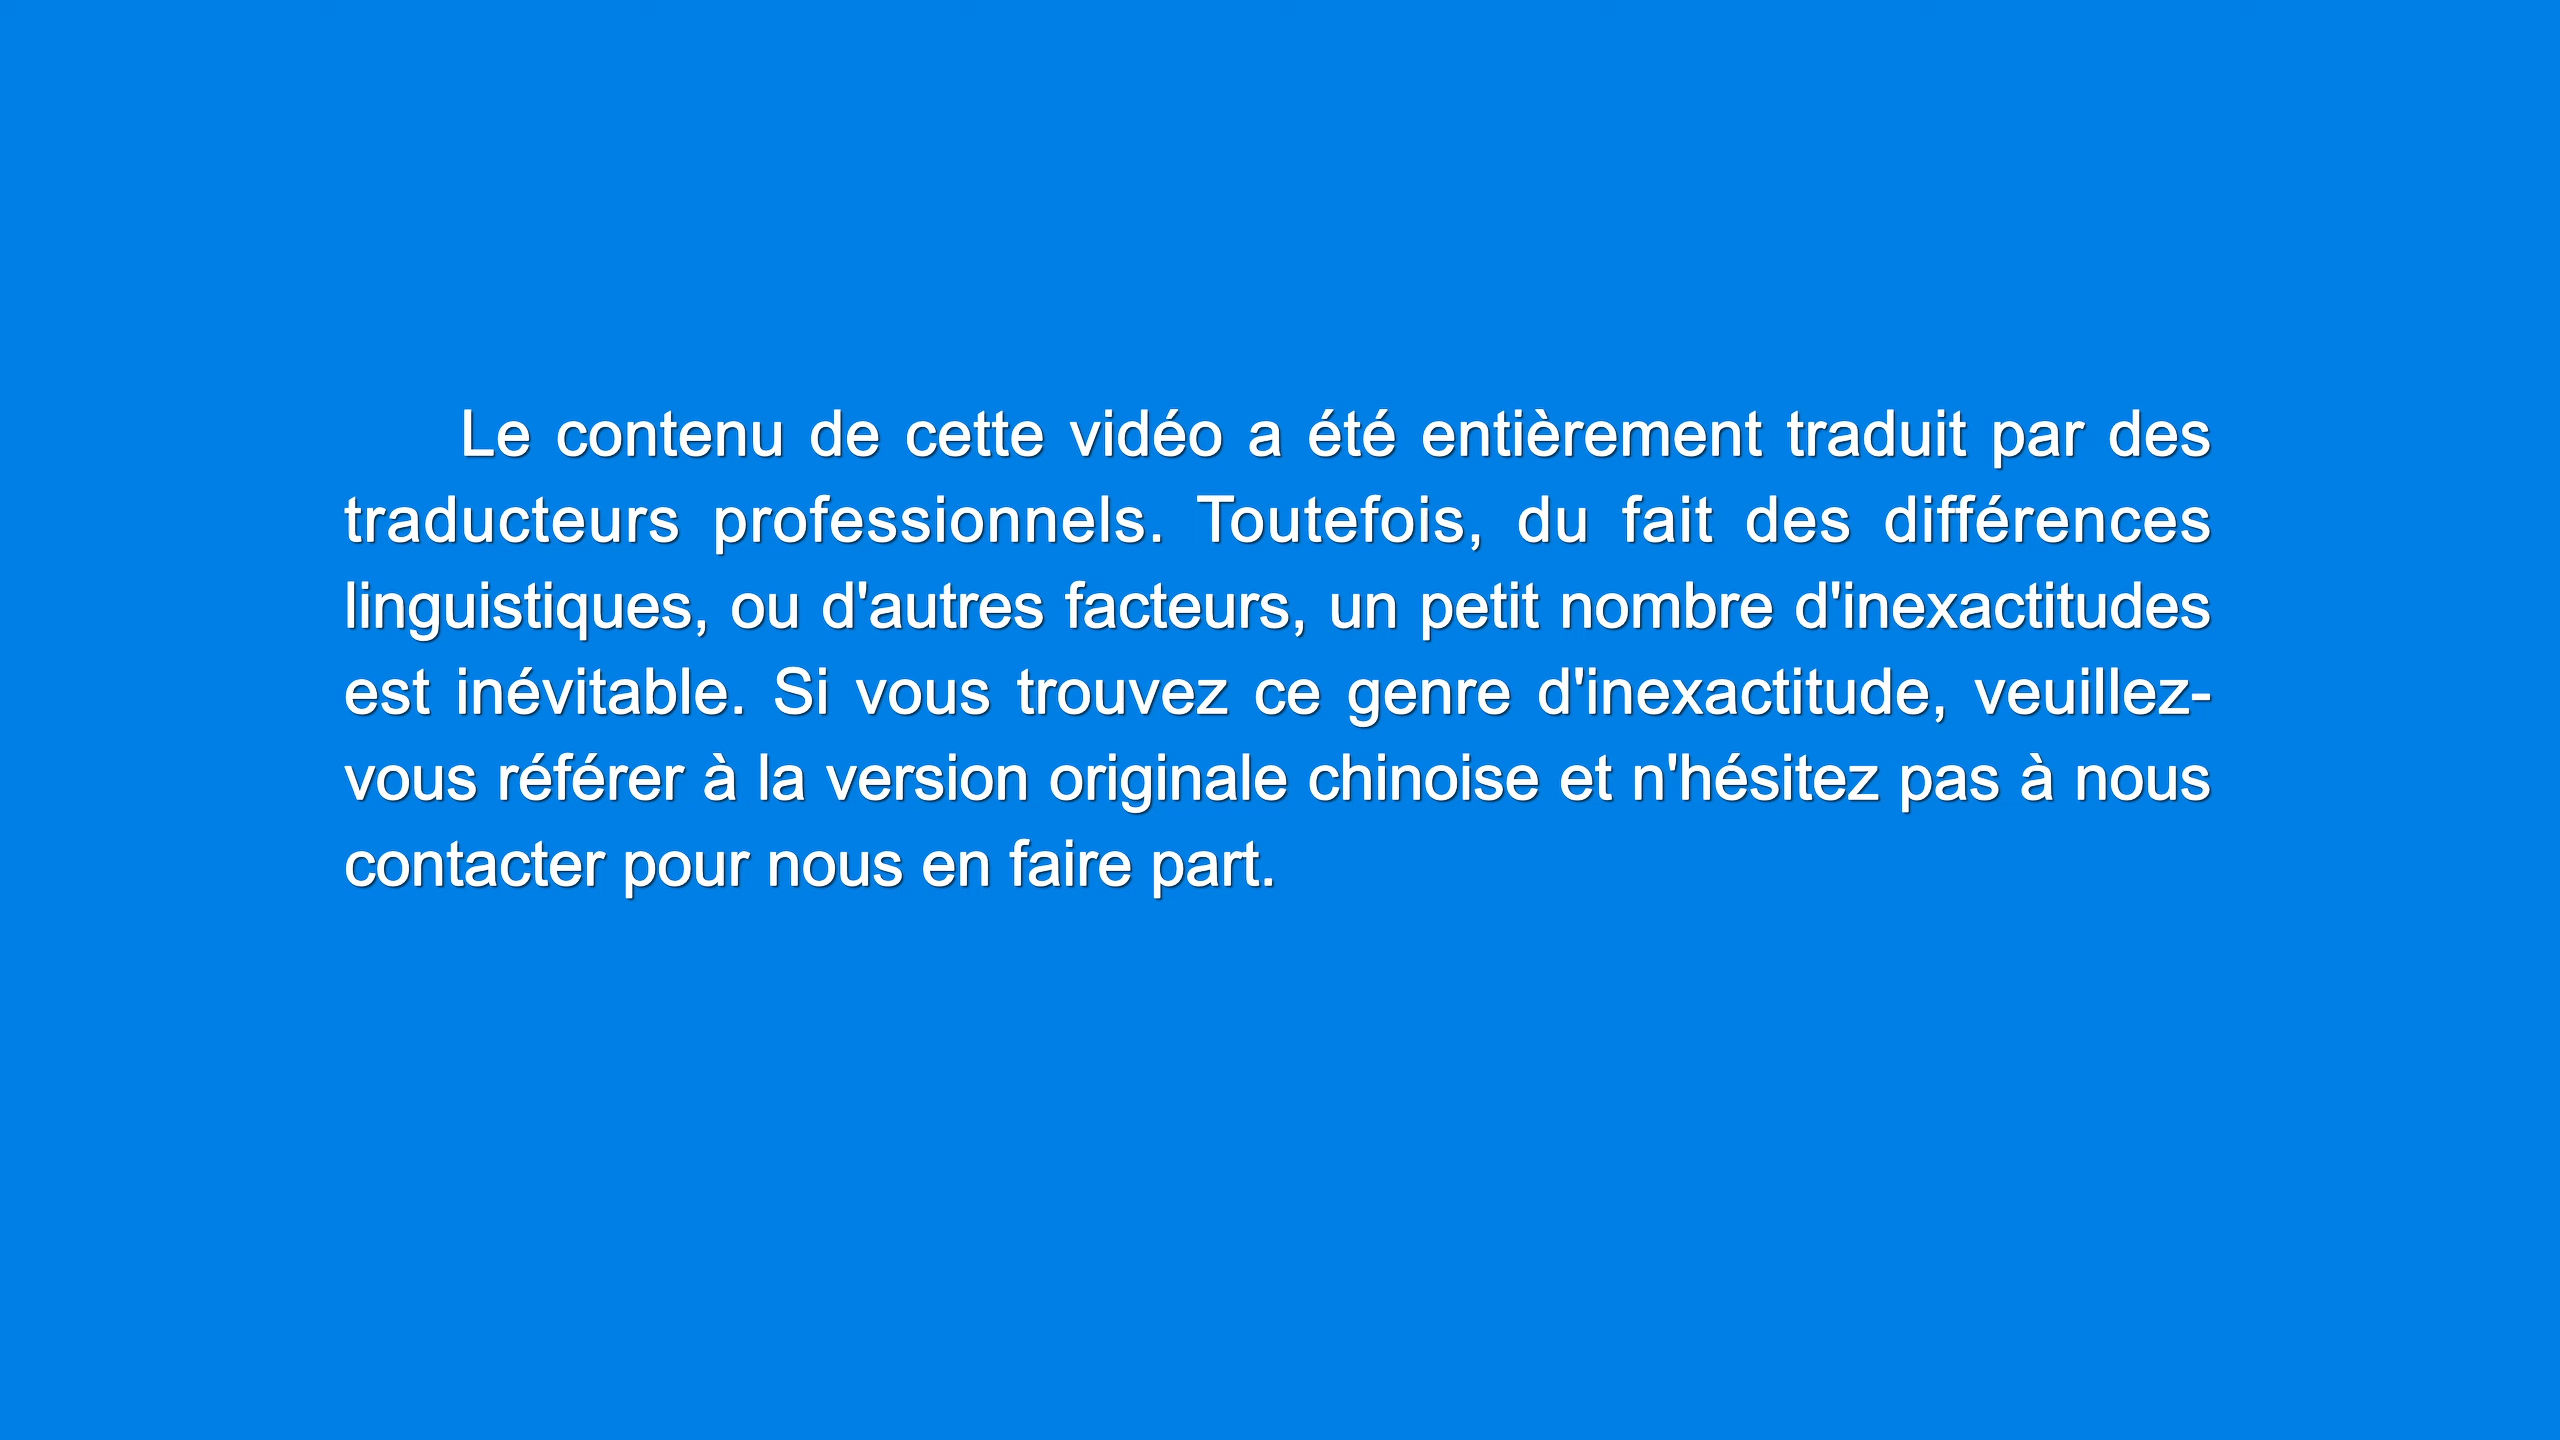 Le contenu de cette vidéo a été entièrement traduit par des
traducteurs professionnels. Toutefois, du fait des différences
linguistiques, ou d'autres facteurs, un petit nombre d'inexactitudes
est inévitable. Si vous trouvez ce genre d'inexactitude, veuillez-
vous référer à la version originale chinoise et n'hésitez pas à nous
contacter pour nous en faire part.